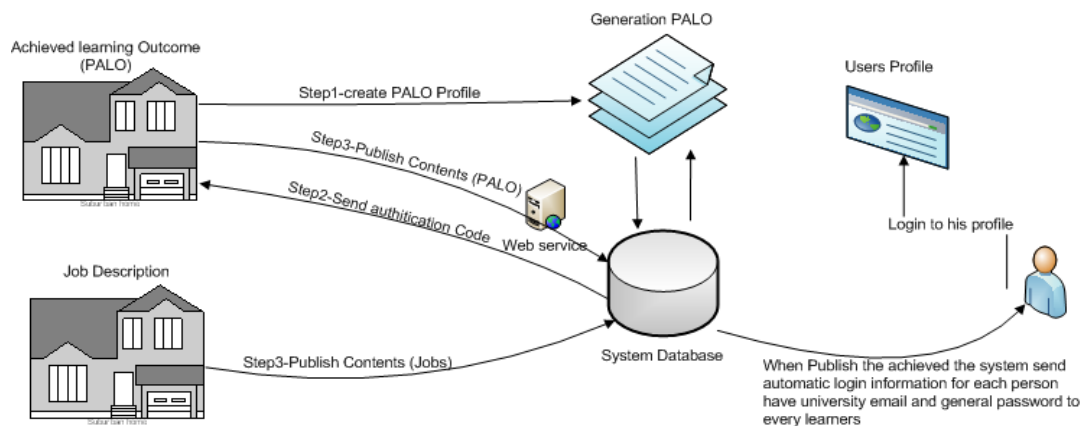 Generation PALO
Achieved learning Outcome
(PALO)
Users Profile
Step1-create PALO Profile
Step3-Publish Contents (PALO)
Step2-Send authitication Code
Suburban home
Web service
Login to his profile
Job Description
System Database
Step3-Publish Contents (Jobs)
When Publish the achieved the system send
automatic login information for each person
have university email and general password to
every learners
Suburban home